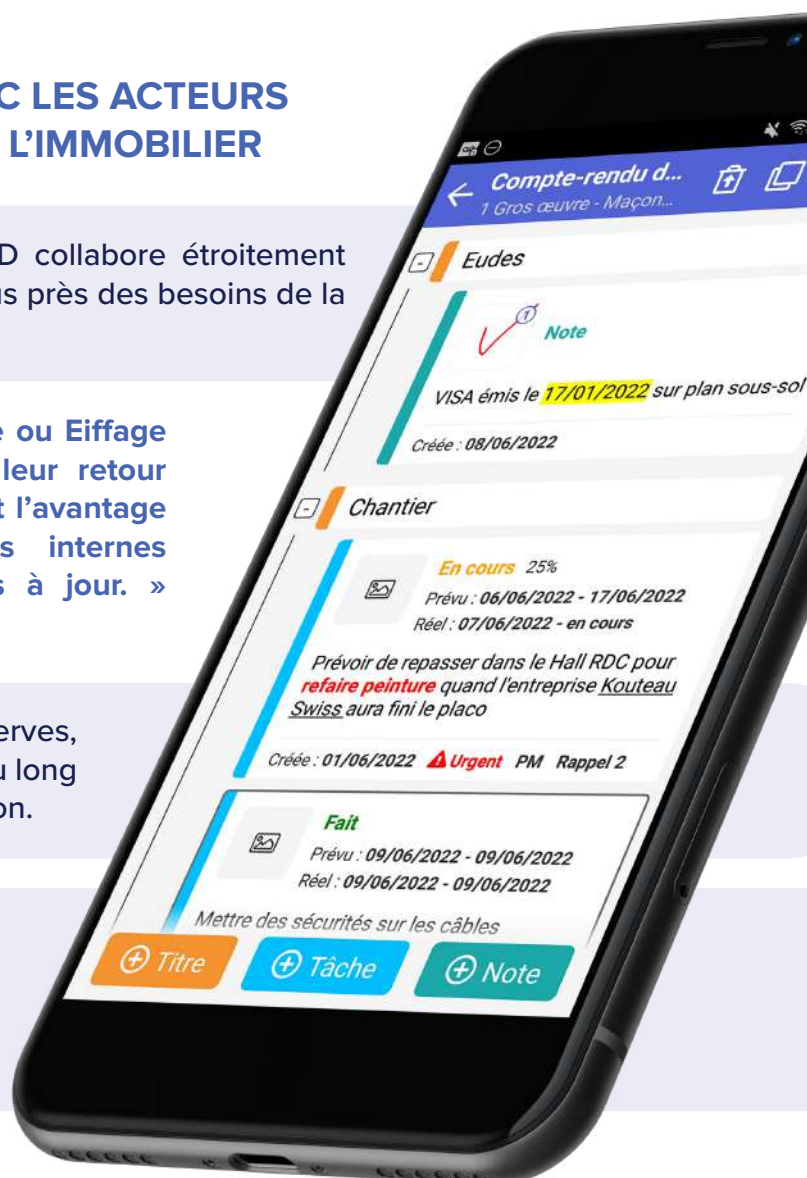 C LES ACTEURS
L'IMMOBILIER
D collabore étroitement
us près des besoins de la
e ou Eiffage
leur retour
t l'avantage
s internes
s à jour. »
erves,
u long
on.
Compte-rendu d...
1 Gros œuvre - Maçon...
- Eudes
1
Note
VISA émis le 17/01/2022 sur plan sous-sol
Créée : 08/06/2022
- Chantier
En cours 25%
Prévu : 06/06/2022 - 17/06/2022
Réel : 07/06/2022 - en cours
Prévoir de repasser dans le Hall RDC pour
refaire peinture quand l'entreprise Kouteau
Swiss aura fini le placo
Créée : 01/06/2022 Urgent PM Rappel 2
Fait
Prévu : 09/06/2022 - 09/06/2022
Réel : 09/06/2022 - 09/06/2022
Mettre des sécurités sur les câbles
+ Titre + Tâche + Note